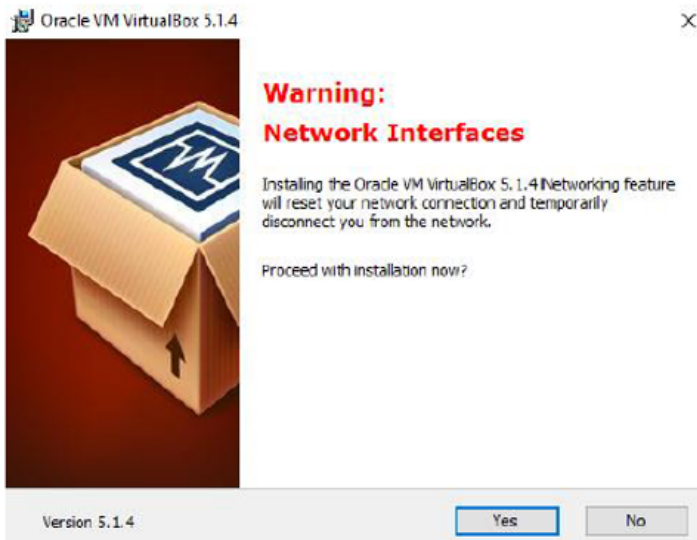 Oracle VM VirtualBox 5.1.4
Warning:
Network Interfaces
Installing the Oracle VM VirtualBox 5.1.4 Networking feature
will reset your network connection and temporarily
disconnect you from the network.
Proceed with installation now?
Version 5.1.4
Yes
No